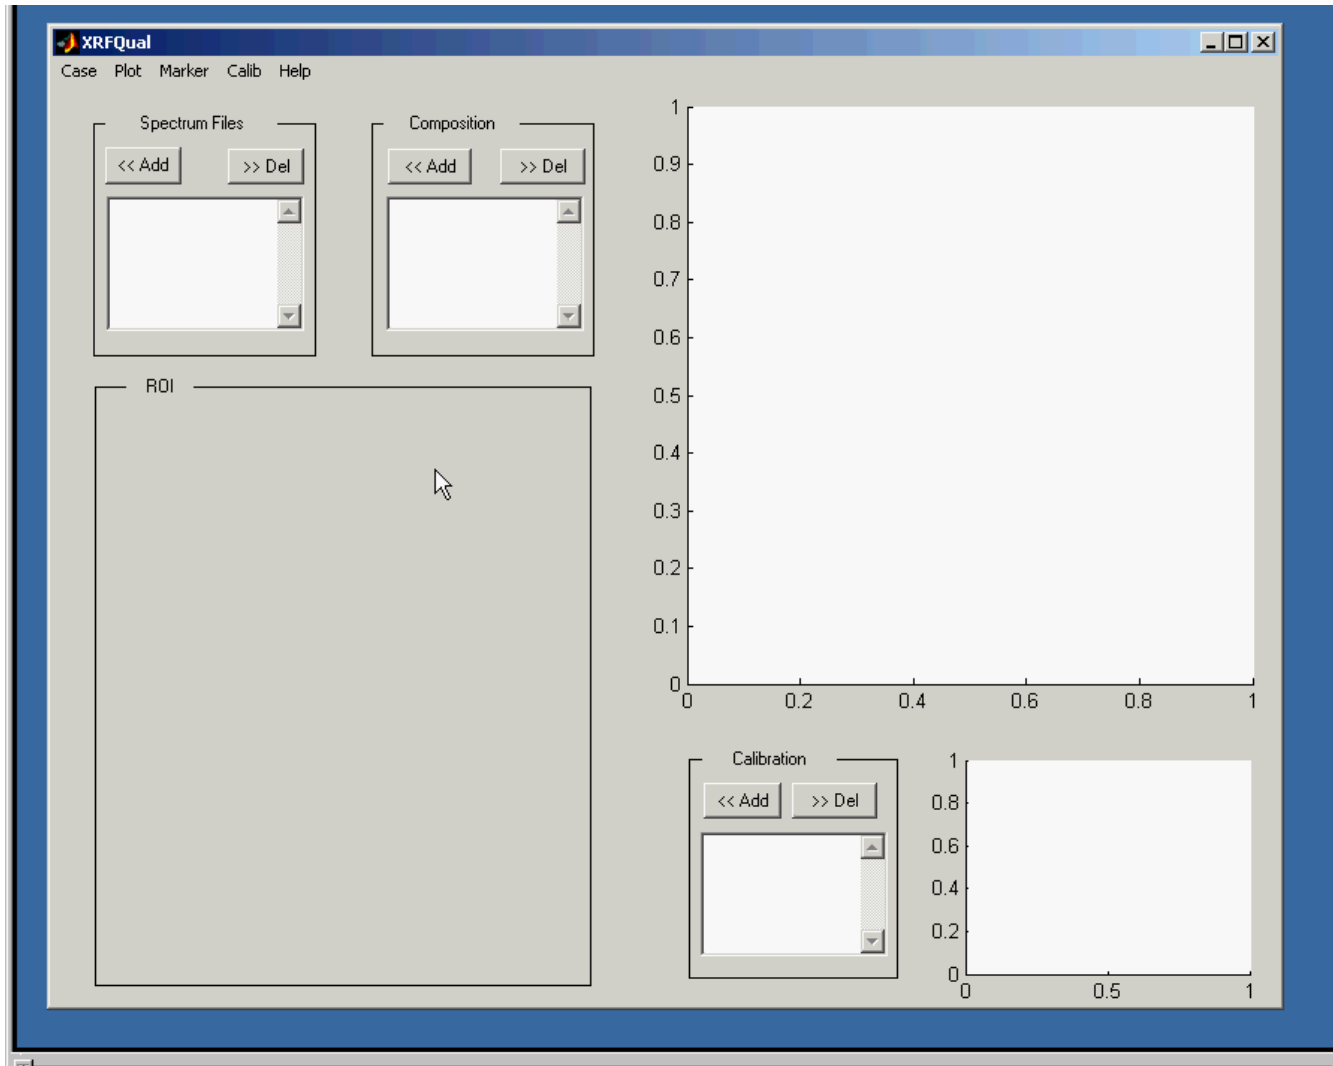 XRFQual
Case Plot Marker Calib Help
Spectrum Files
<< Add >> Del
Composition
<< Add >> Del
ROI
1
0.9
0.8
0.7
0.6
0.5
0.4
0.3
0.2
0.1
0
0 0.2 0.4 0.6 0.8 1
Calibration
<< Add >> Del
1
0.8
0.6
0.4
0.2
0
0 0.5 1